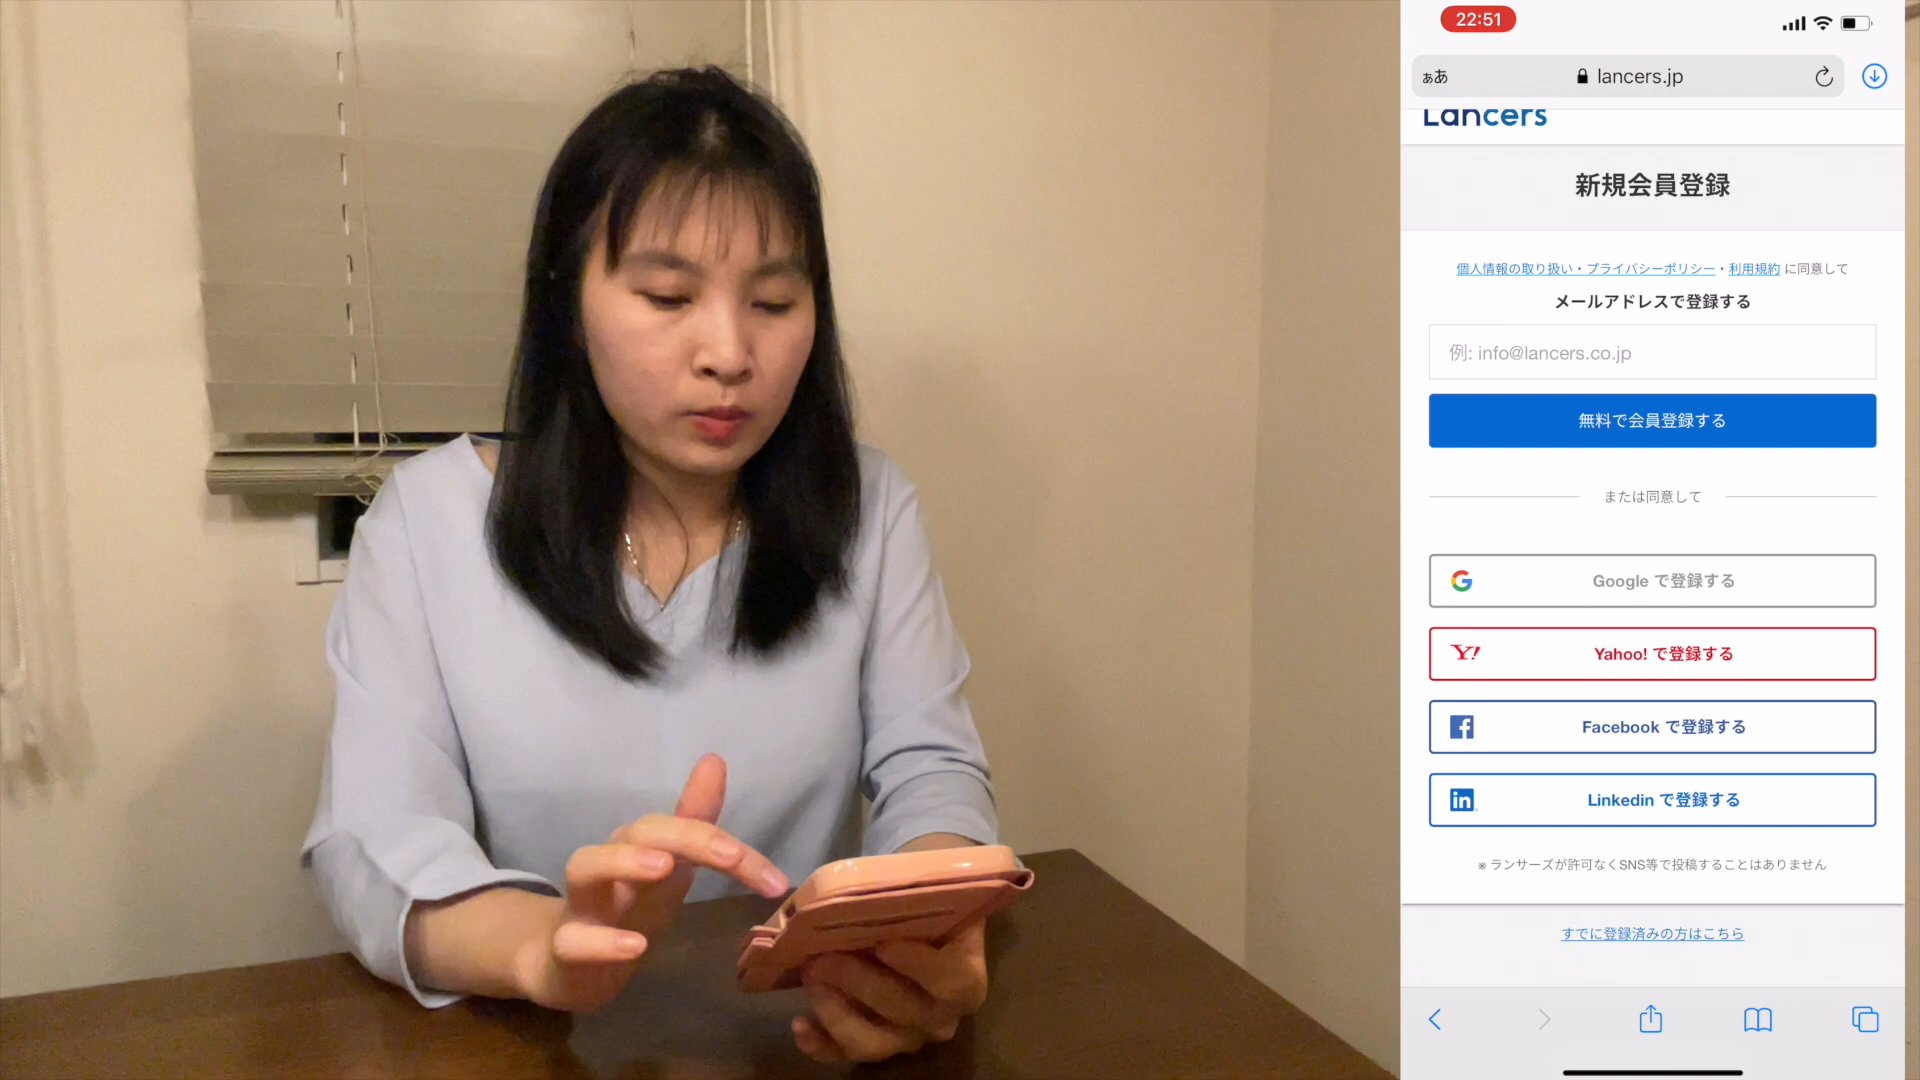 22:51
ぁあ lancers.jp
Lancers
新規会員登録
個人情報の取り扱い・プライバシーポリシー・利用規約 に同意して
メールアドレスで登録する
例: info@lancers.co.jp
無料で会員登録する
または同意して
Google で登録する
Y! Yahoo! で登録する
Facebook で登録する
in Linkedin で登録する
※ ランサーズが許可なくSNS等で投稿することはありません
すでに登録済みの方はこちら